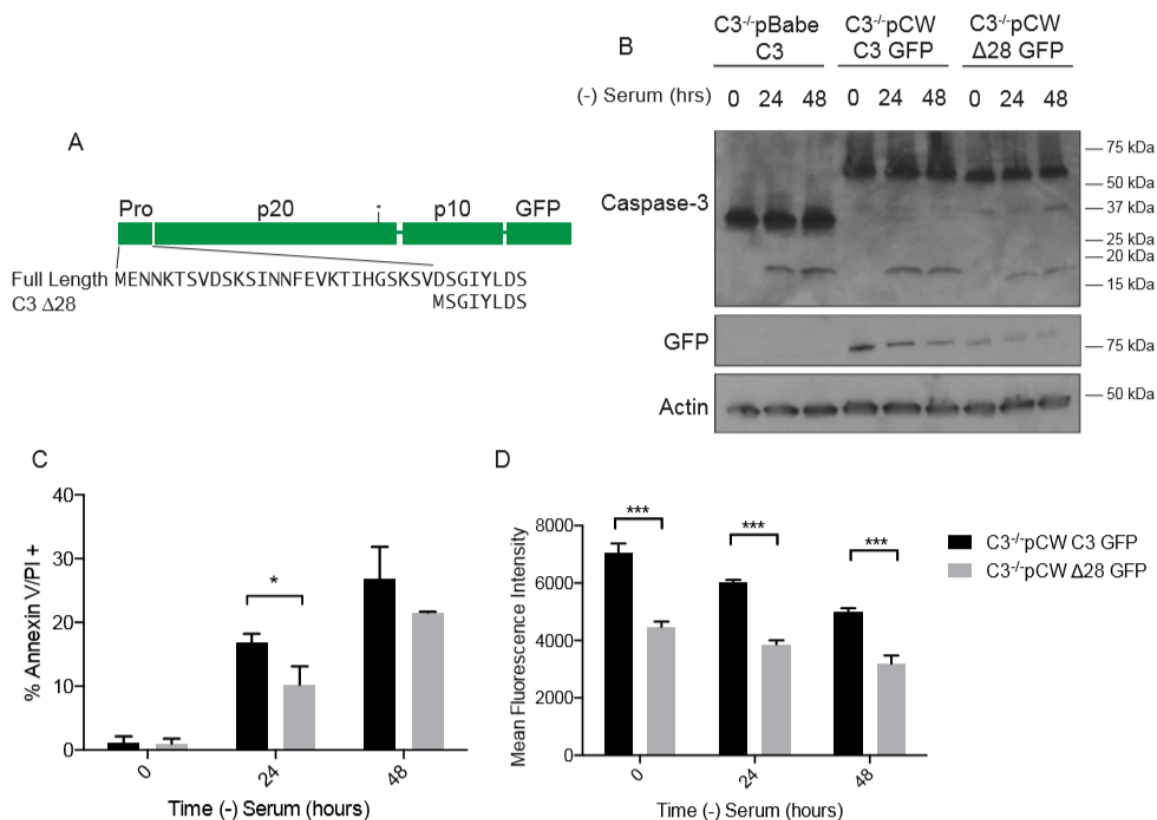 A
Pro p20 * p10 GFP
Full Length MENNKTSVDSKSINNFEVKTIHGSKSVDSGIYLDS
C3 Δ28 MSGIYLDS
B
C3-/-pBabe C3-/-pCW C3-/-pCW
C3 C3 GFP Δ28 GFP
(-) Serum (hrs) 0 24 48 0 24 48 0 24 48
Caspase-3
75 kDa
50 kDa
37 kDa
25 kDa
20 kDa
15 kDa
GFP
75 kDa
Actin
50 kDa
C
% Annexin V/PI +
40
30
20
10
0
*
0 24 48
Time (-) Serum (hours)
D
Mean Fluorescence Intensity
8000
6000
4000
2000
0
*** *** ***
0 24 48
Time (-) Serum (hours)
C3-/-pCW C3 GFP
C3-/-pCW Δ28 GFP